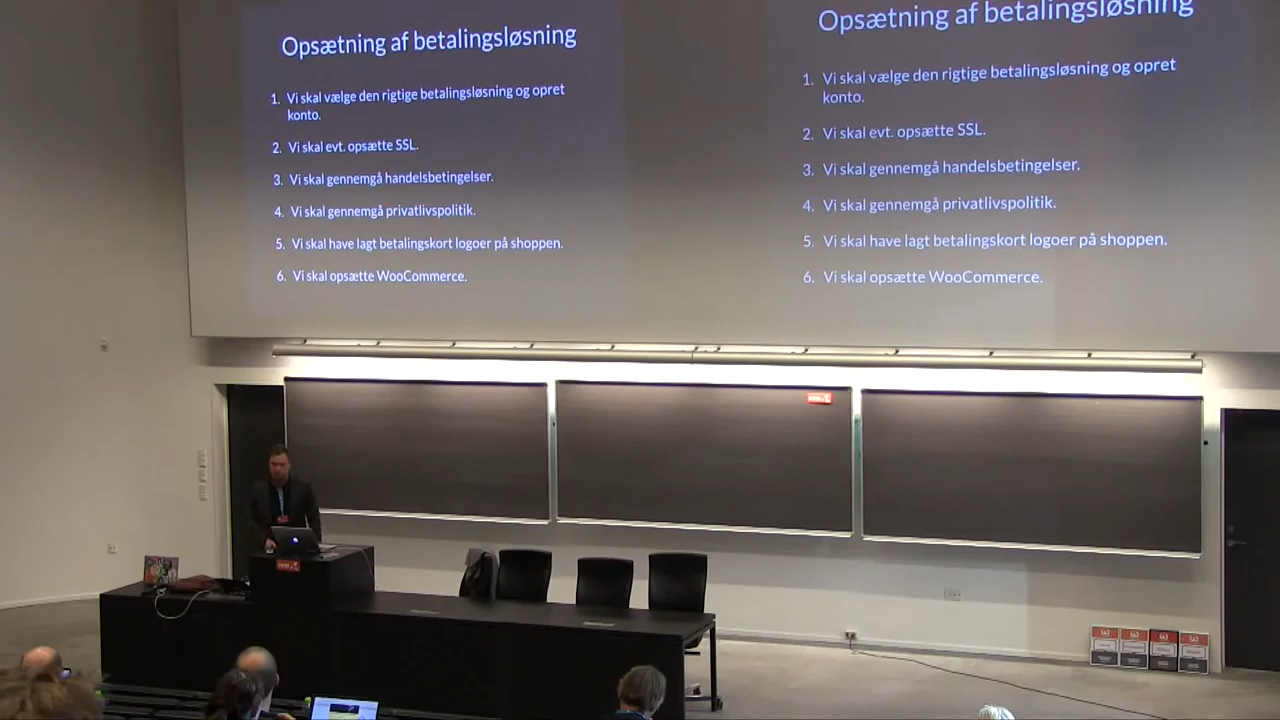 Opsætning af betalingsløsning
1. Vi skal vælge den rigtige betalingsløsning og opret
konto.
2. Vi skal evt. opsætte SSL.
3. Vi skal gennemgå handelsbetingelser.
4. Vi skal gennemgå privatlivspolitik.
5. Vi skal have lagt betalingskort logoer på shoppen.
6. Vi skal opsætte WooCommerce.
Opsætning af betalingsløsning
1. Vi skal vælge den rigtige betalingsløsning og opret
konto.
2. Vi skal evt. opsætte SSL.
3. Vi skal gennemgå handelsbetingelser.
4. Vi skal gennemgå privatlivspolitik.
5. Vi skal have lagt betalingskort logoer på shoppen.
6. Vi skal opsætte WooCommerce.